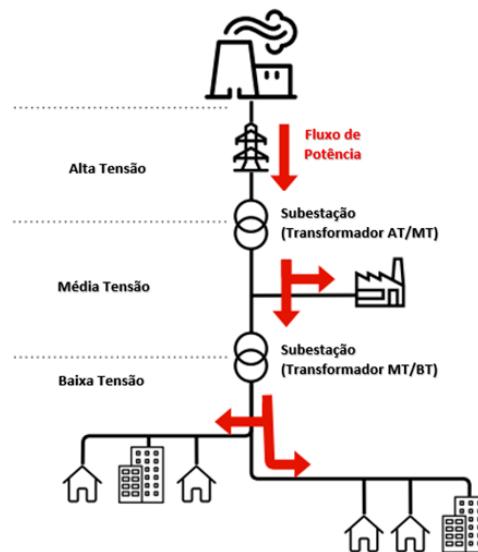 Fluxo de
Potência
Alta Tensão
Subestação
(Transformador AT/MT)
Média Tensão
Subestação
(Transformador MT/BT)
Baixa Tensão